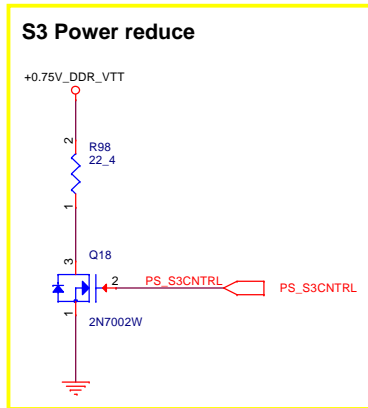 S3 Power reduce
+0.75V_DDR_VTT
2
R98
22_4
1
3
Q18
2
PS_S3CNTRL
PS_S3CNTRL
1
2N7002W